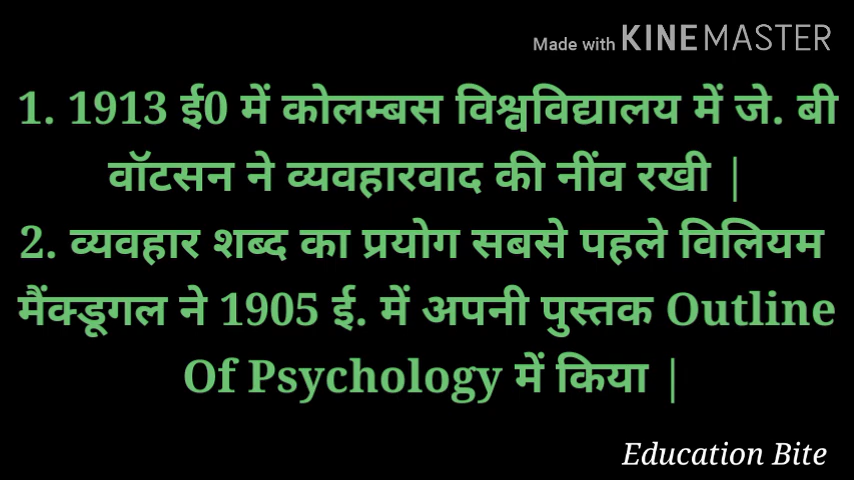 Made with KINEMASTER
1. 1913 ई0 में कोलम्बस विश्वविद्यालय में जे. बी
वॉटसन ने व्यवहारवाद की नींव रखी |
2. व्यवहार शब्द का प्रयोग सबसे पहले विलियम
मैंक्डूगल ने 1905 ई. में अपनी पुस्तक Outline
Of Psychology में किया |
Education Bite